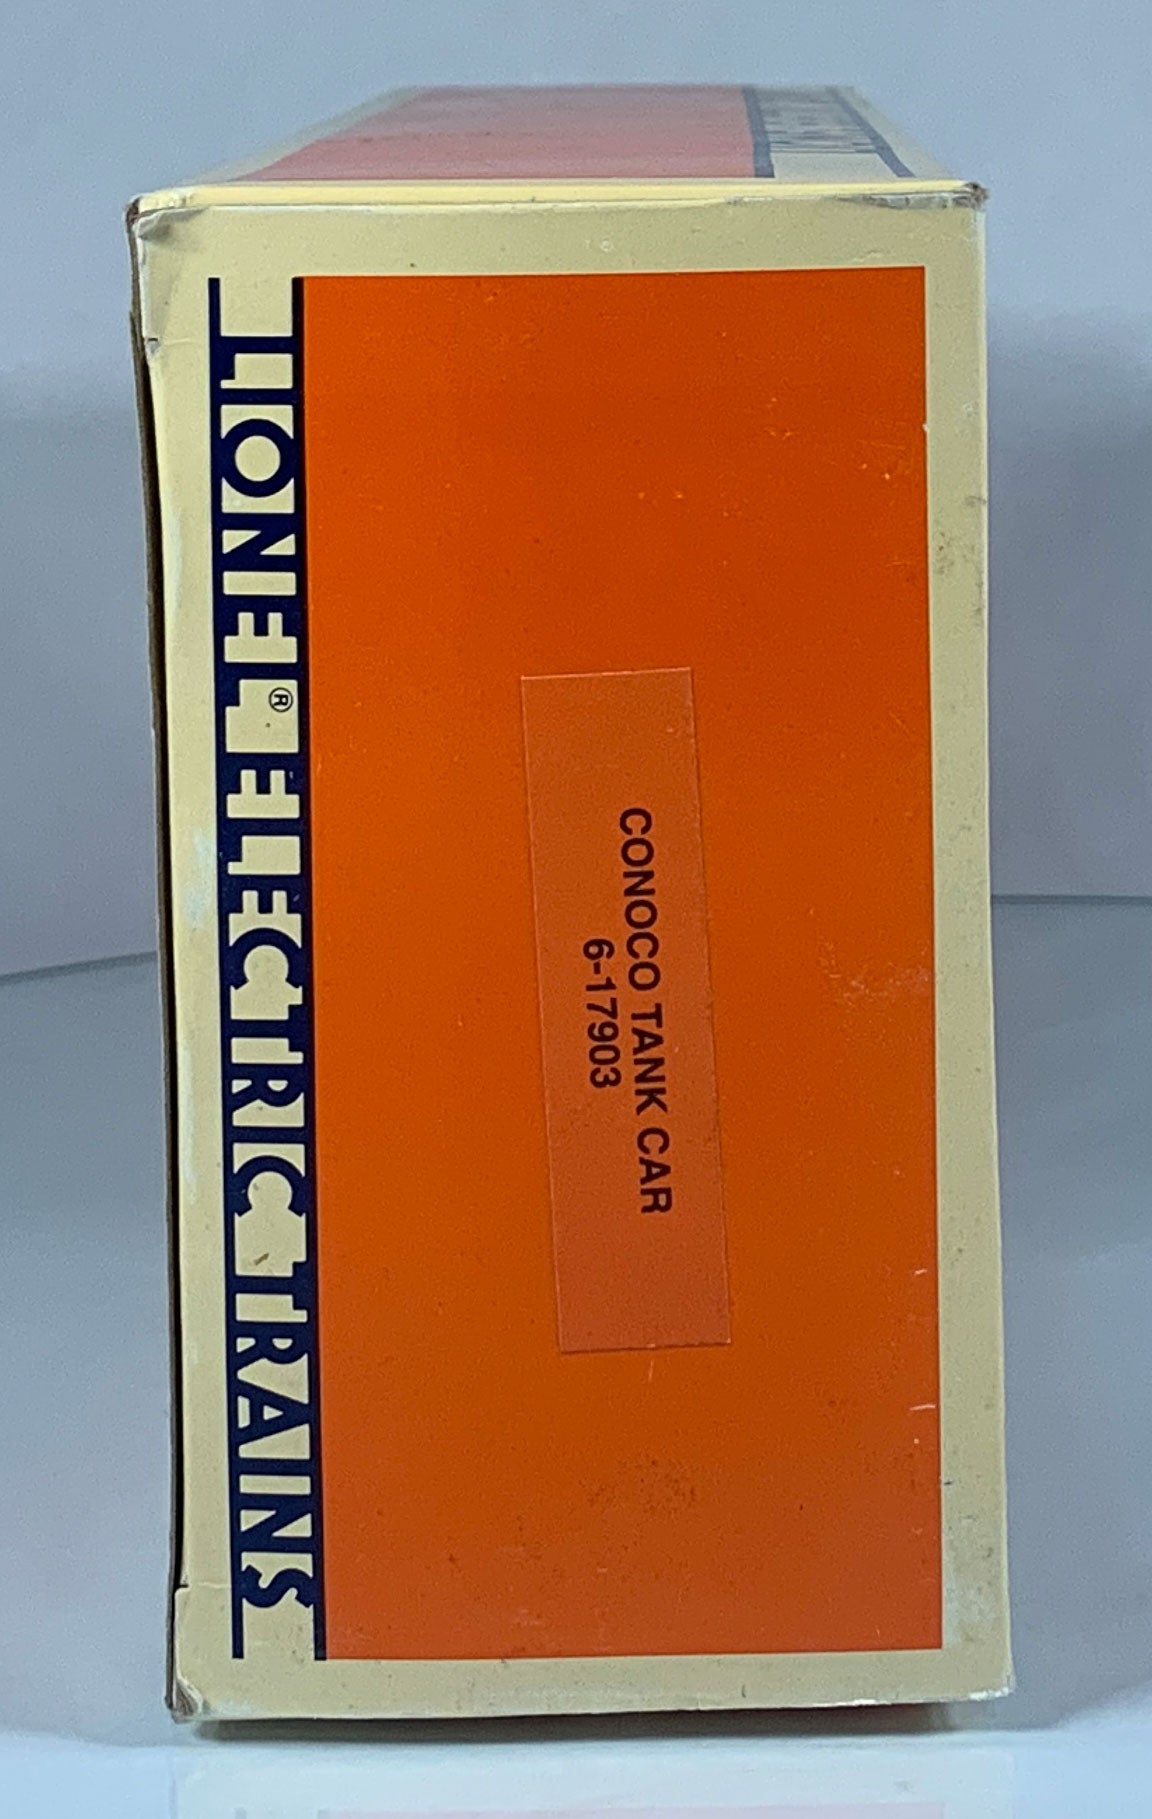 LIONEL® ELECTRIC TRAINS
CONOCO TANK CAR
6-17903